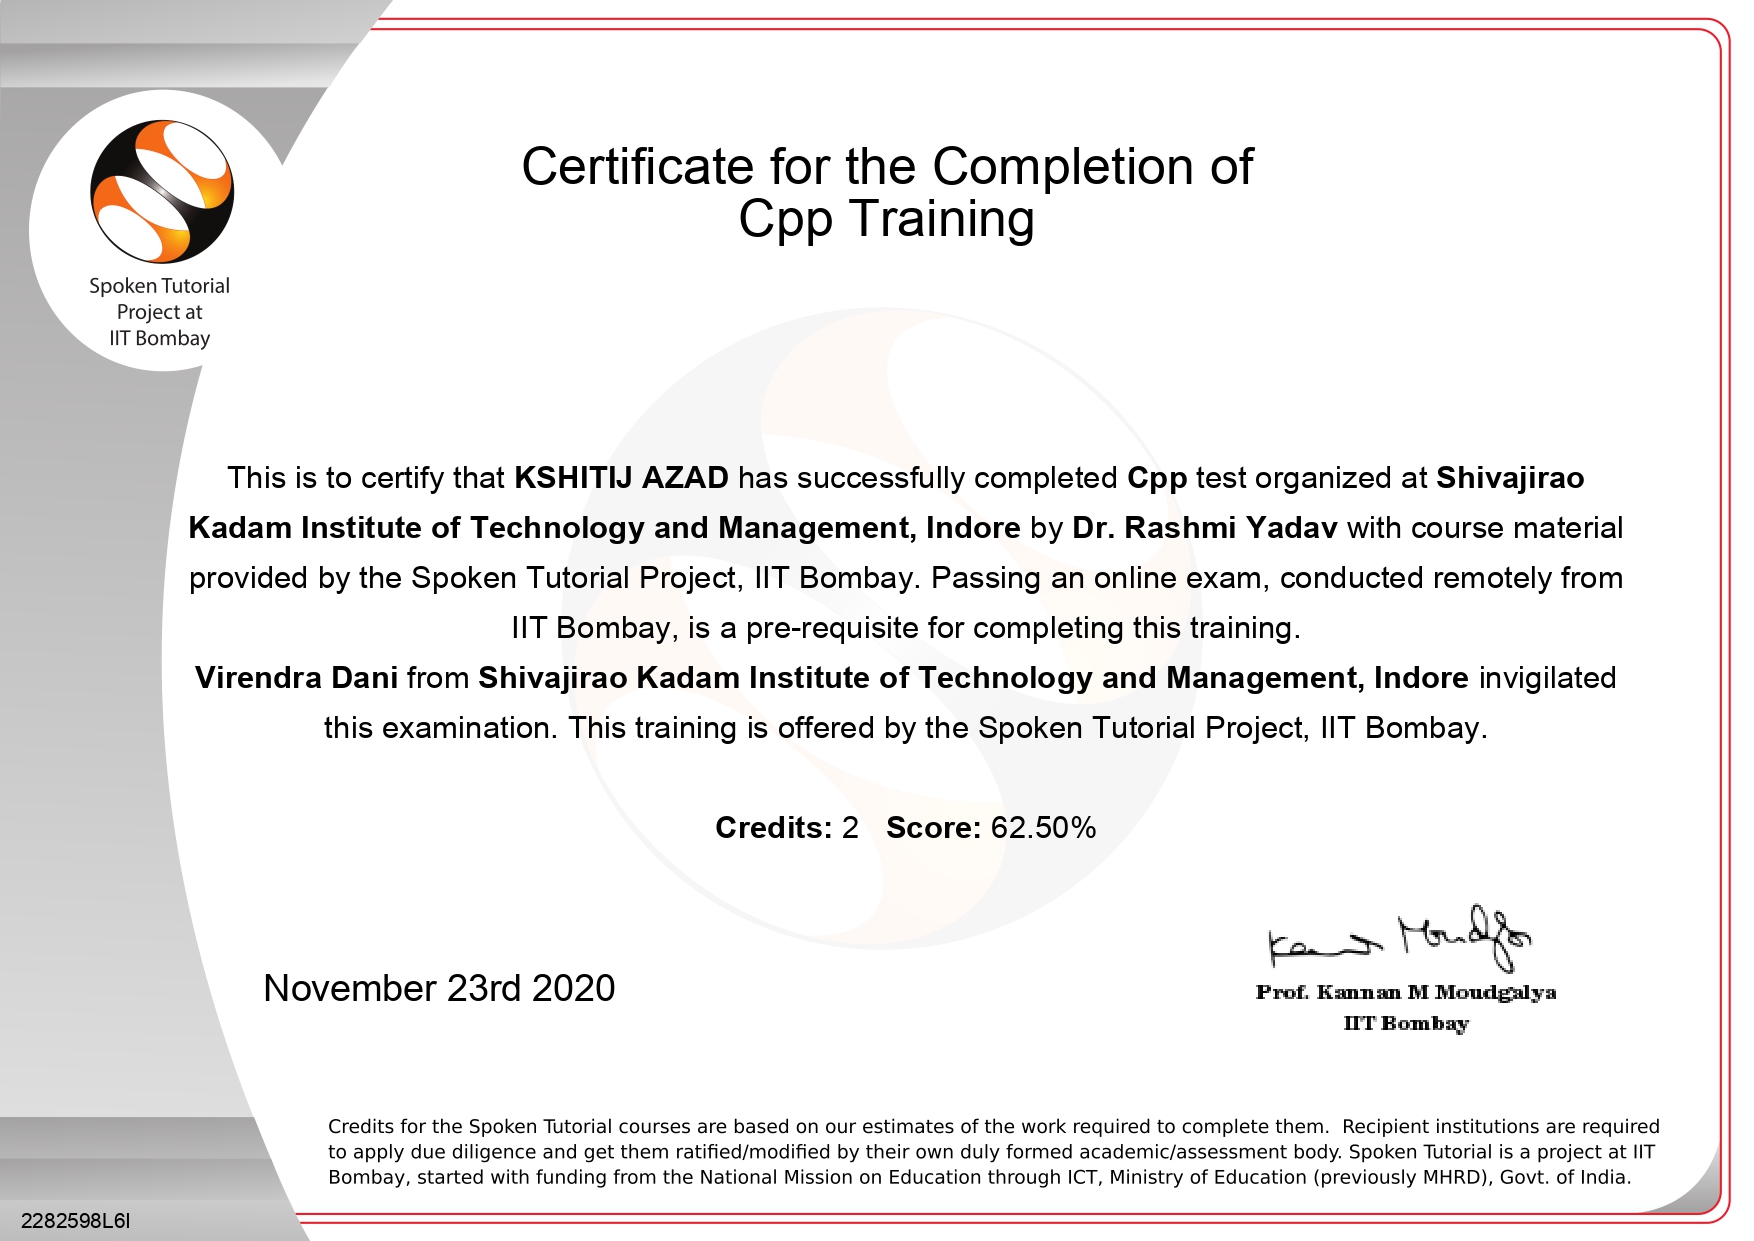 Certificate for the Completion of
Cpp Training
Spoken Tutorial
Project at
IIT Bombay
This is to certify that KSHITIJ AZAD has successfully completed Cpp test organized at Shivajirao
Kadam Institute of Technology and Management, Indore by Dr. Rashmi Yadav with course material
provided by the Spoken Tutorial Project, IIT Bombay. Passing an online exam, conducted remotely from
IIT Bombay, is a pre-requisite for completing this training.
Virendra Dani from Shivajirao Kadam Institute of Technology and Management, Indore invigilated
this examination. This training is offered by the Spoken Tutorial Project, IIT Bombay.
Credits: 2 Score: 62.50%
November 23rd 2020
Kannan Moudgalya
Prof. Kannan M Moudgalya
IIT Bombay
Credits for the Spoken Tutorial courses are based on our estimates of the work required to complete them. Recipient institutions are required
to apply due diligence and get them ratified/modified by their own duly formed academic/assessment body. Spoken Tutorial is a project at IIT
Bombay, started with funding from the National Mission on Education through ICT, Ministry of Education (previously MHRD), Govt. of India.
2282598L6I